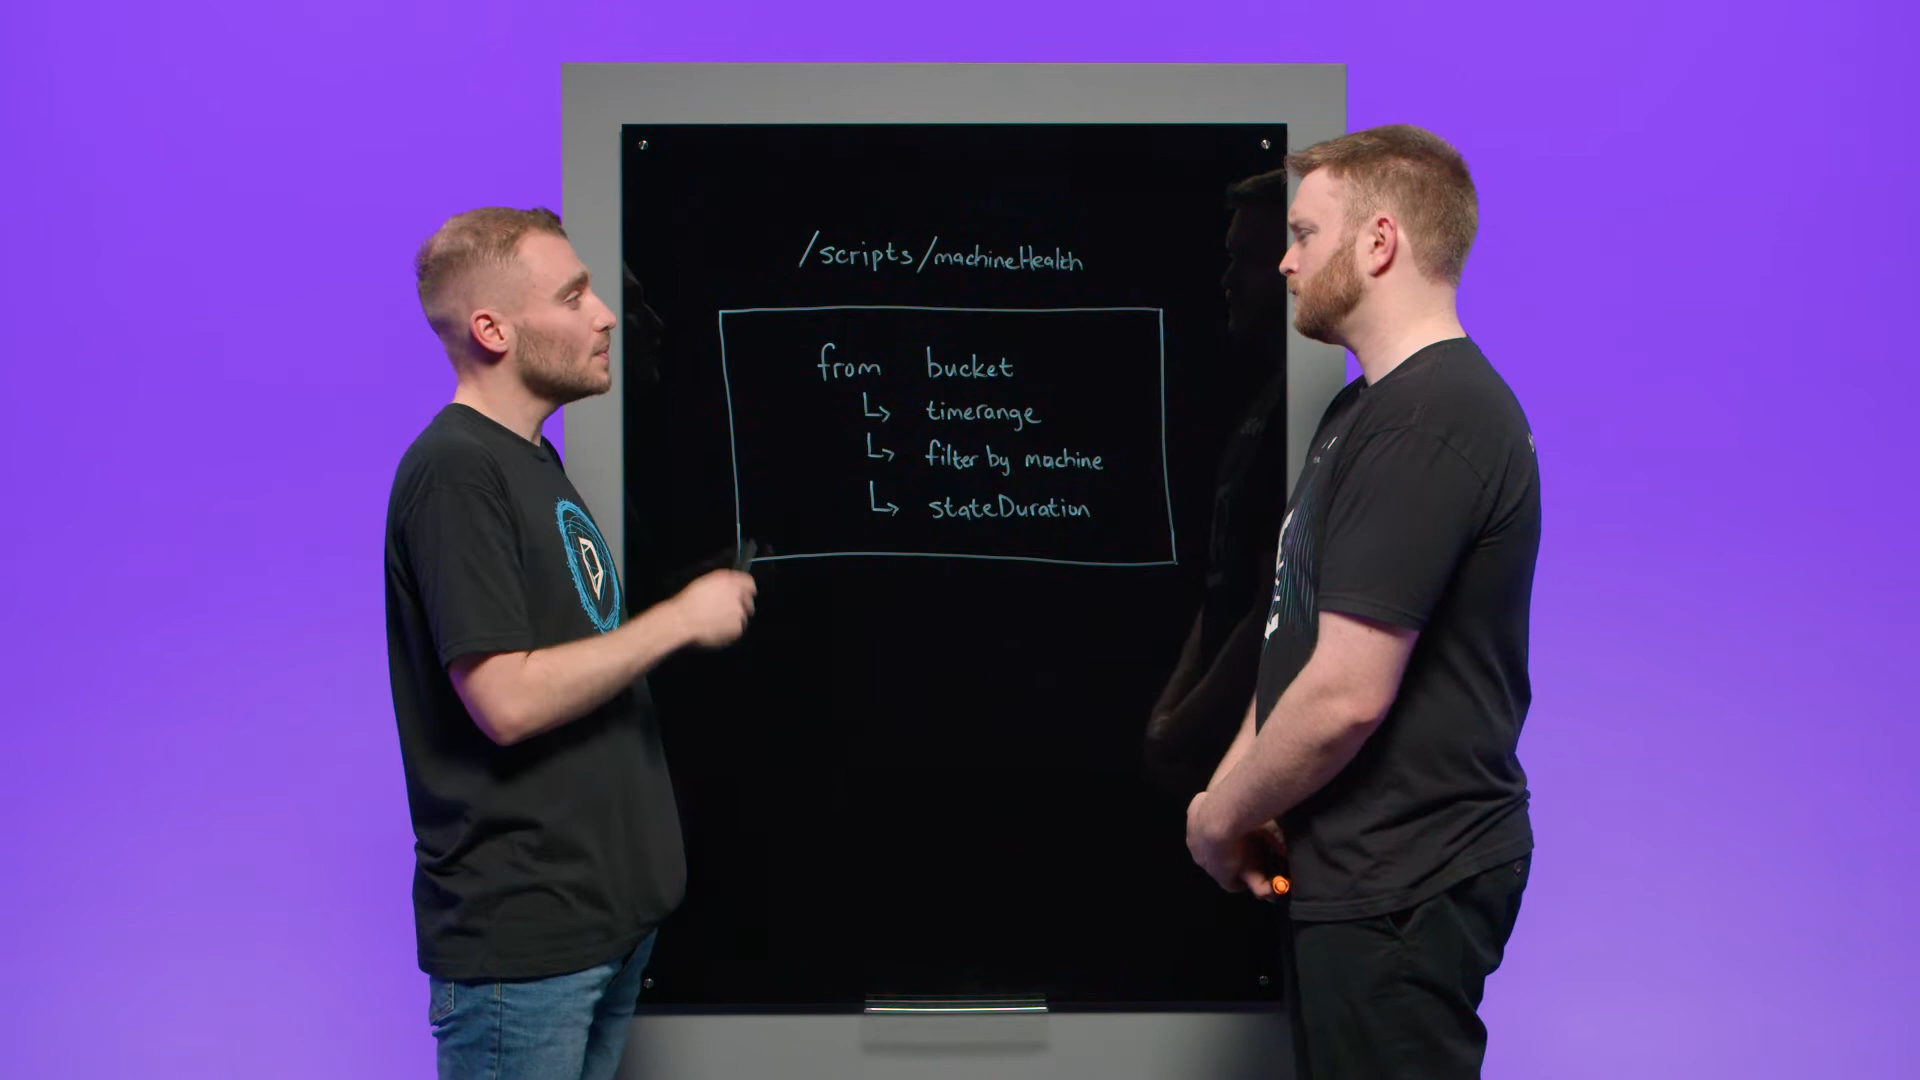 /scripts/machineHealth
from bucket
↳ timerange
↳ filter by machine
↳ stateDuration